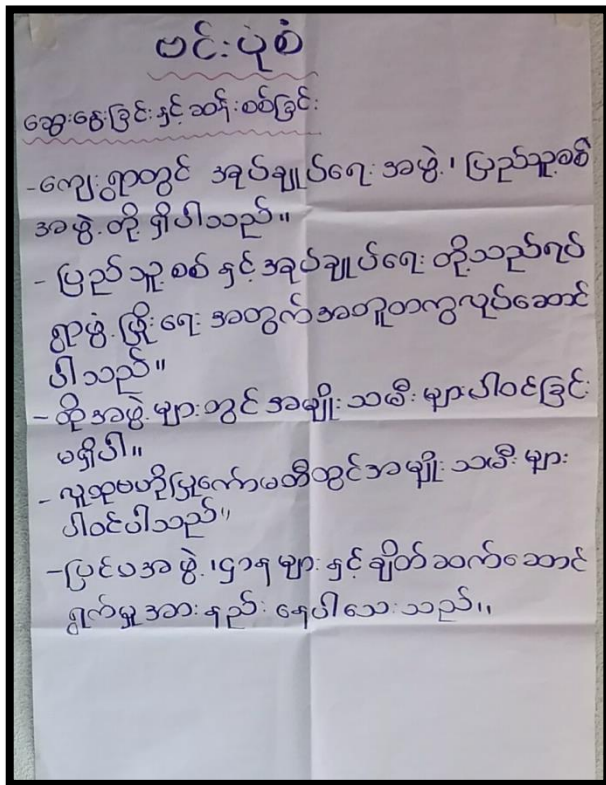 ဗင်းပုံစံ
ဆွေးနွေးခြင်းနှင့်ဆန်းစစ်ခြင်း
-ကျေးရွာတွင် အုပ်ချုပ်ရေးအဖွဲ့၊ ပြည်သူ့စစ်
အဖွဲ့တို့ရှိပါသည်။
- ပြည်သူ့စစ် နှင့်အုပ်ချုပ်ရေး တို့သည်ရပ်
ရွာဖွံ့ဖြိုးရေး အတွက်အတူတကွလုပ်ဆောင်
ပါသည်။
- ထိုအဖွဲ့များတွင်အမျိုးသမီးများပါဝင်ခြင်း
မရှိပါ။
- လူထုဗဟိုပြုကော်မတီတွင်အမျိုးသမီးများ
ပါဝင်ပါသည်။
-ပြင်ပအဖွဲ့၊ဌာနများနှင့်ချိတ်ဆက်ဆောင်
ရွက်မှုအားနည်းနေပါသေးသည်။